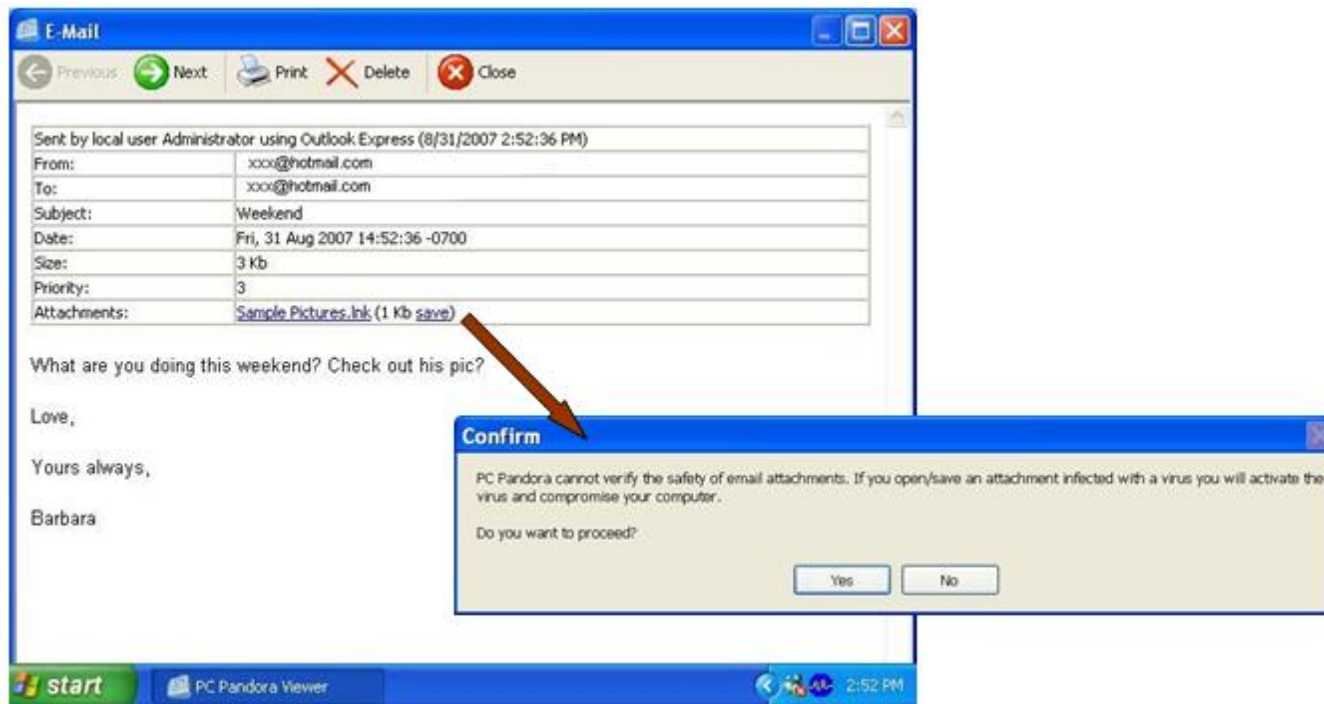 E-Mail
Previous Next Print Delete Close
Sent by local user Administrator using Outlook Express (8/31/2007 2:52:36 PM)
From: xxx@hotmail.com
To: xxx@hotmail.com
Subject: Weekend
Date: Fri, 31 Aug 2007 14:52:36 -0700
Size: 3 Kb
Priority: 3
Attachments: Sample Pictures.lnk (1 Kb save)
What are you doing this weekend? Check out his pic?
Love,
Yours always,
Barbara
Confirm
PC Pandora cannot verify the safety of email attachments. If you open/save an attachment infected with a virus you will activate the
virus and compromise your computer.
Do you want to proceed?
Yes No
start PC Pandora Viewer 2:52 PM